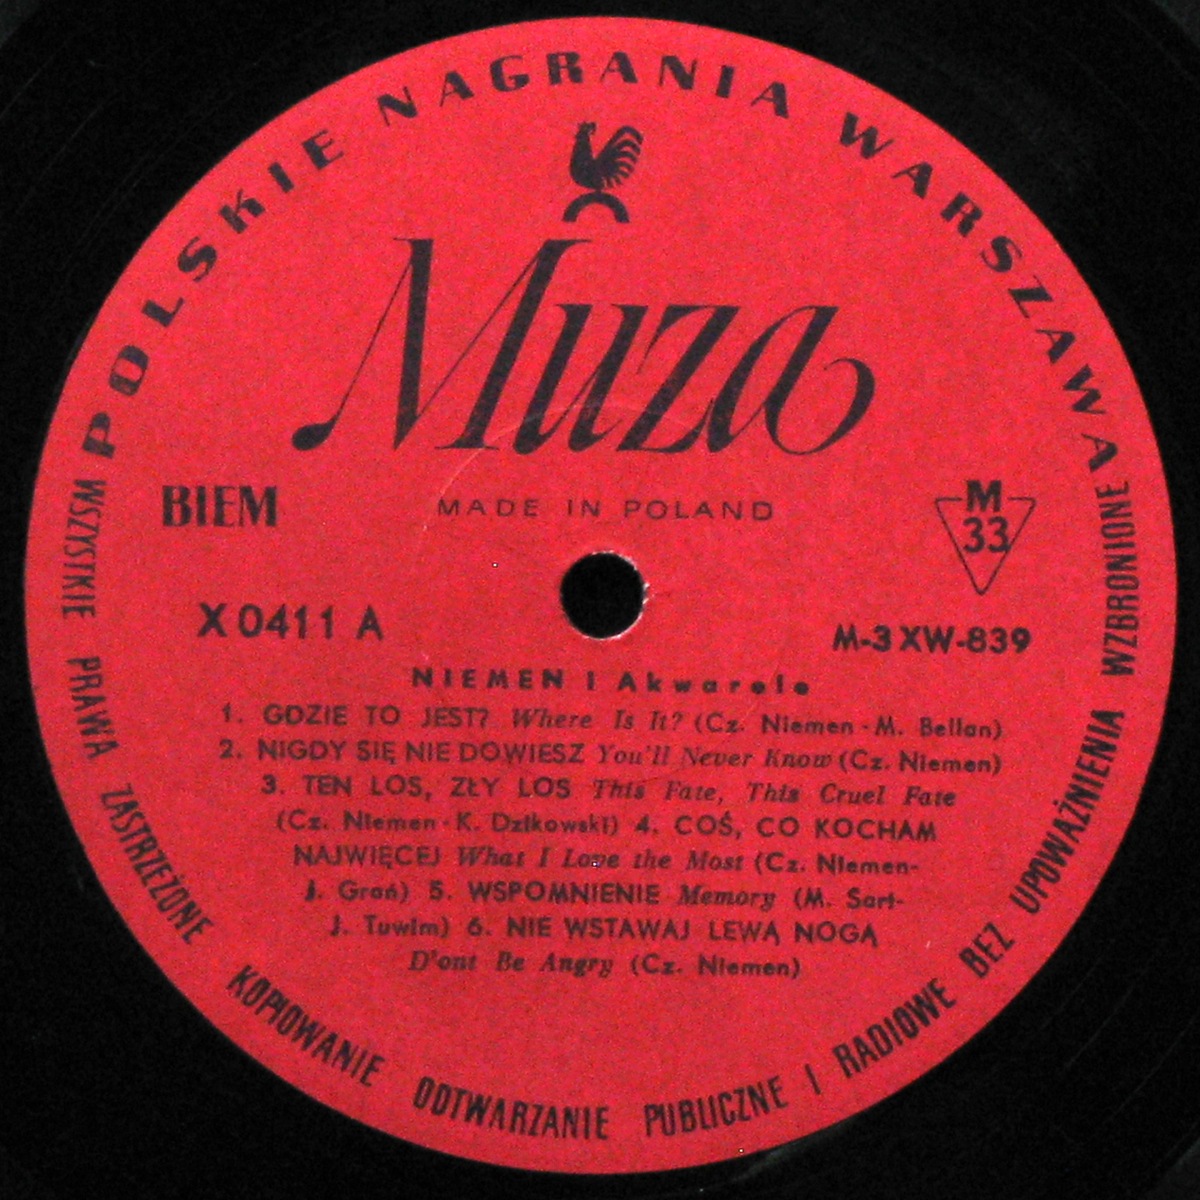 POLSKIE NAGRANIA WARSZAWA
Muza
BIEM
MADE IN POLAND
M
33
X 0411 A
M-3 XW-839
NIEMEN I Akwarele
1. GDZIE TO JEST? Where Is It? (Cz. Niemen - M. Bellan)
2. NIGDY SIĘ NIE DOWIESZ You'll Never Know (Cz. Niemen)
3. TEN LOS, ZŁY LOS This Fate, This Cruel Fate
(Cz. Niemen - K. Dzikowski) 4. COŚ, CO KOCHAM
NAJWIĘCEJ What I Love the Most (Cz. Niemen-
J. Grań) 5. WSPOMNIENIE Memory (M. Sart-
J. Tuwim) 6. NIE WSTAWAJ LEWĄ NOGĄ
D'ont Be Angry (Cz. Niemen)
WSZYSTKIE PRAWA ZASTRZEŻONE KOPIOWANIE ODTWARZANIE PUBLICZNE I RADIOWE BEZ UPOWAŻNIENIA WZBRONIONE